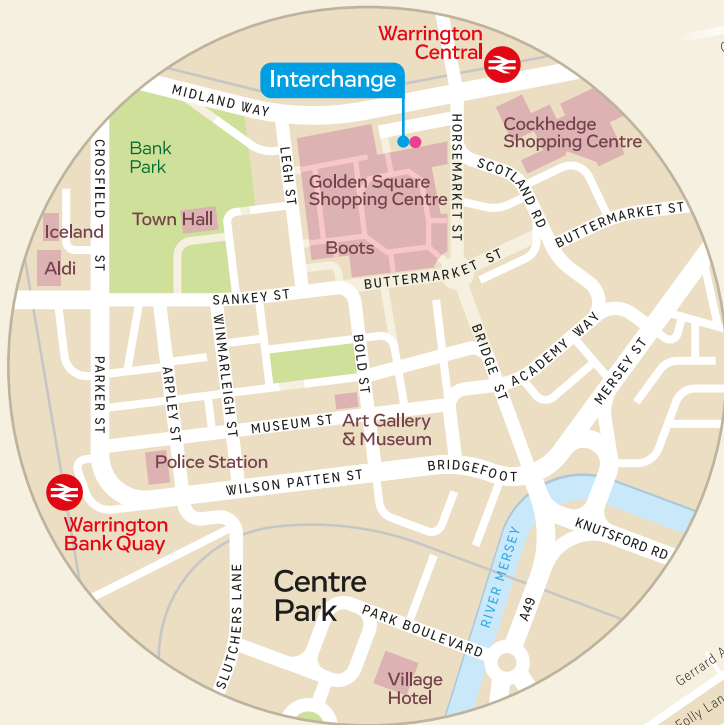 Warrington
Central
Interchange
MIDLAND WAY
HORSEMARKET ST
Cockhedge
Shopping Centre
CROSFIELD ST
Bank
Park
LEGH ST
SCOTLAND RD
Golden Square
Shopping Centre
Town Hall
Iceland
Aldi
Boots
BUTTERMARKET ST
BUTTERMARKET ST
SANKEY ST
WINMARLEIGH ST
BOLD ST
BRIDGE ST
ACADEMY WAY
MERSEY ST
PARKER ST
ARPLEY ST
MUSEUM ST
Art Gallery
& Museum
Police Station
WILSON PATTEN ST
BRIDGEFOOT
Warrington
Bank Quay
KNUTSFORD RD
RIVER MERSEY
A49
SLUTCHERS LANE
Centre
Park
PARK BOULEVARD
Village
Hotel
Gerrard A
Folly Lan